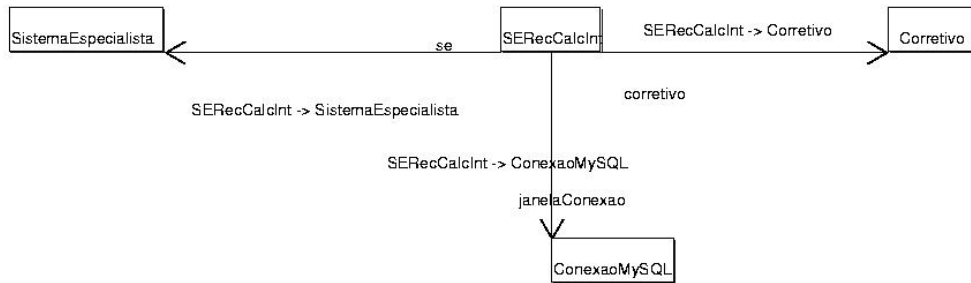 SistemaEspecialista
se
SERecCalcInt
SERecCalcInt -> Corretivo
Corretivo
corretivo
SERecCalcInt -> SistemaEspecialista
SERecCalcInt -> ConexaoMySQL
janelaConexao
ConexaoMySQL